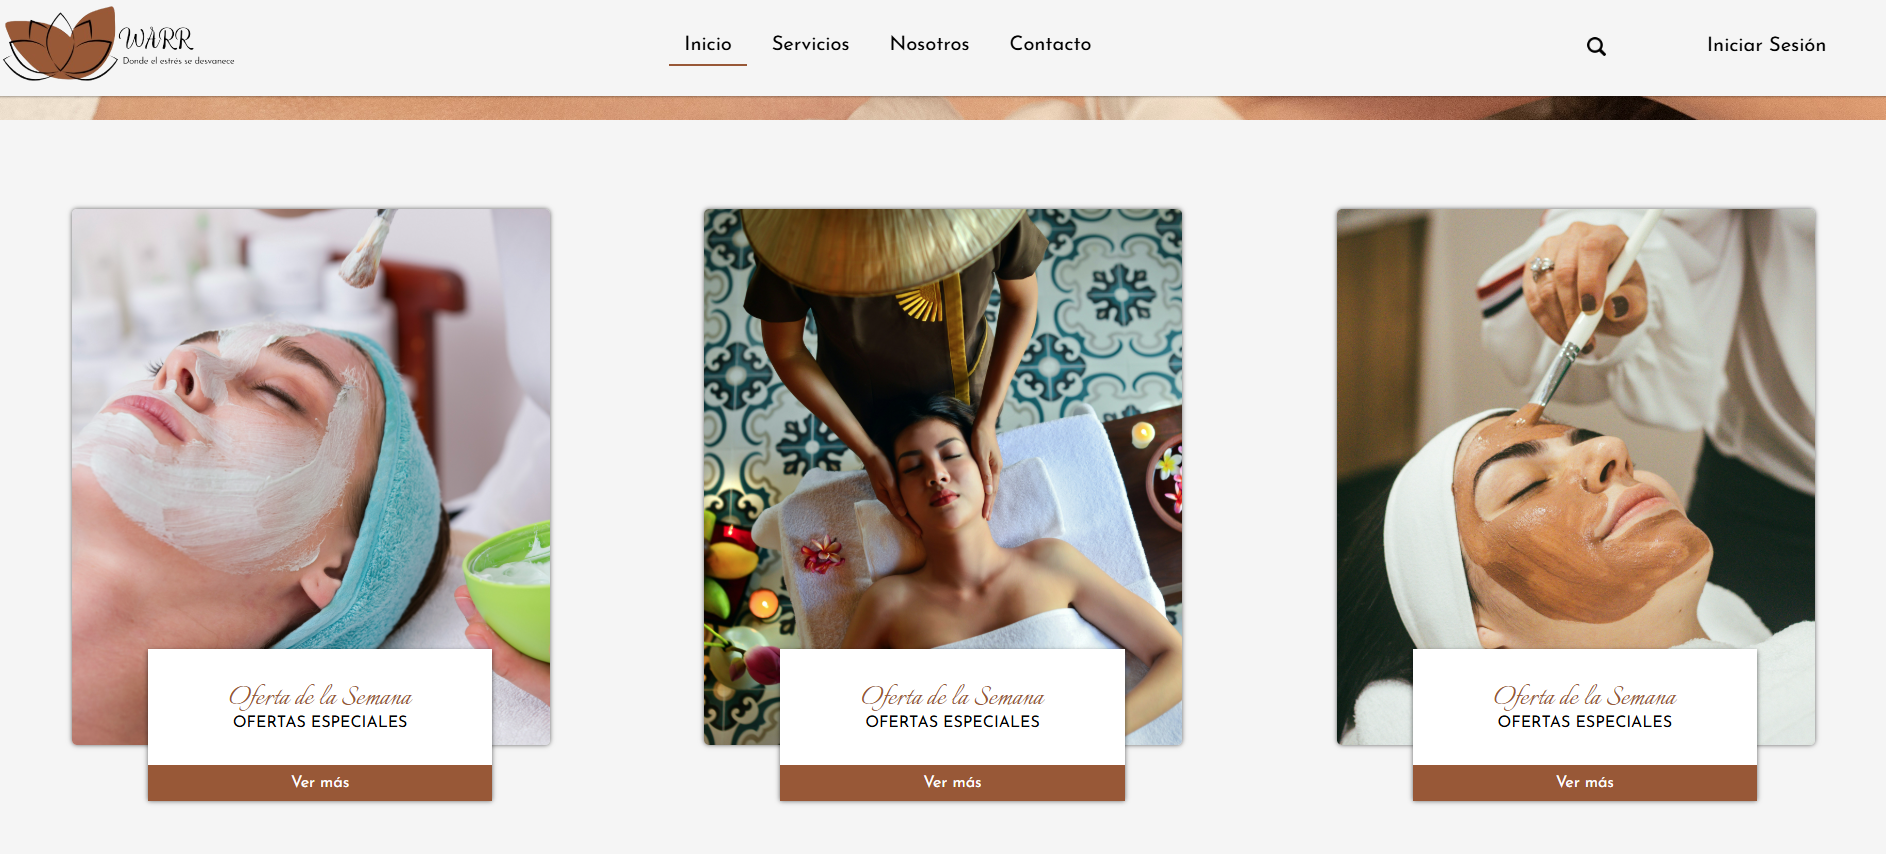 WARR
Donde el estrés se desvanece
Inicio Servicios Nosotros Contacto
Iniciar Sesión
Oferta de la Semana
OFERTAS ESPECIALES
Ver más
Oferta de la Semana
OFERTAS ESPECIALES
Ver más
Oferta de la Semana
OFERTAS ESPECIALES
Ver más